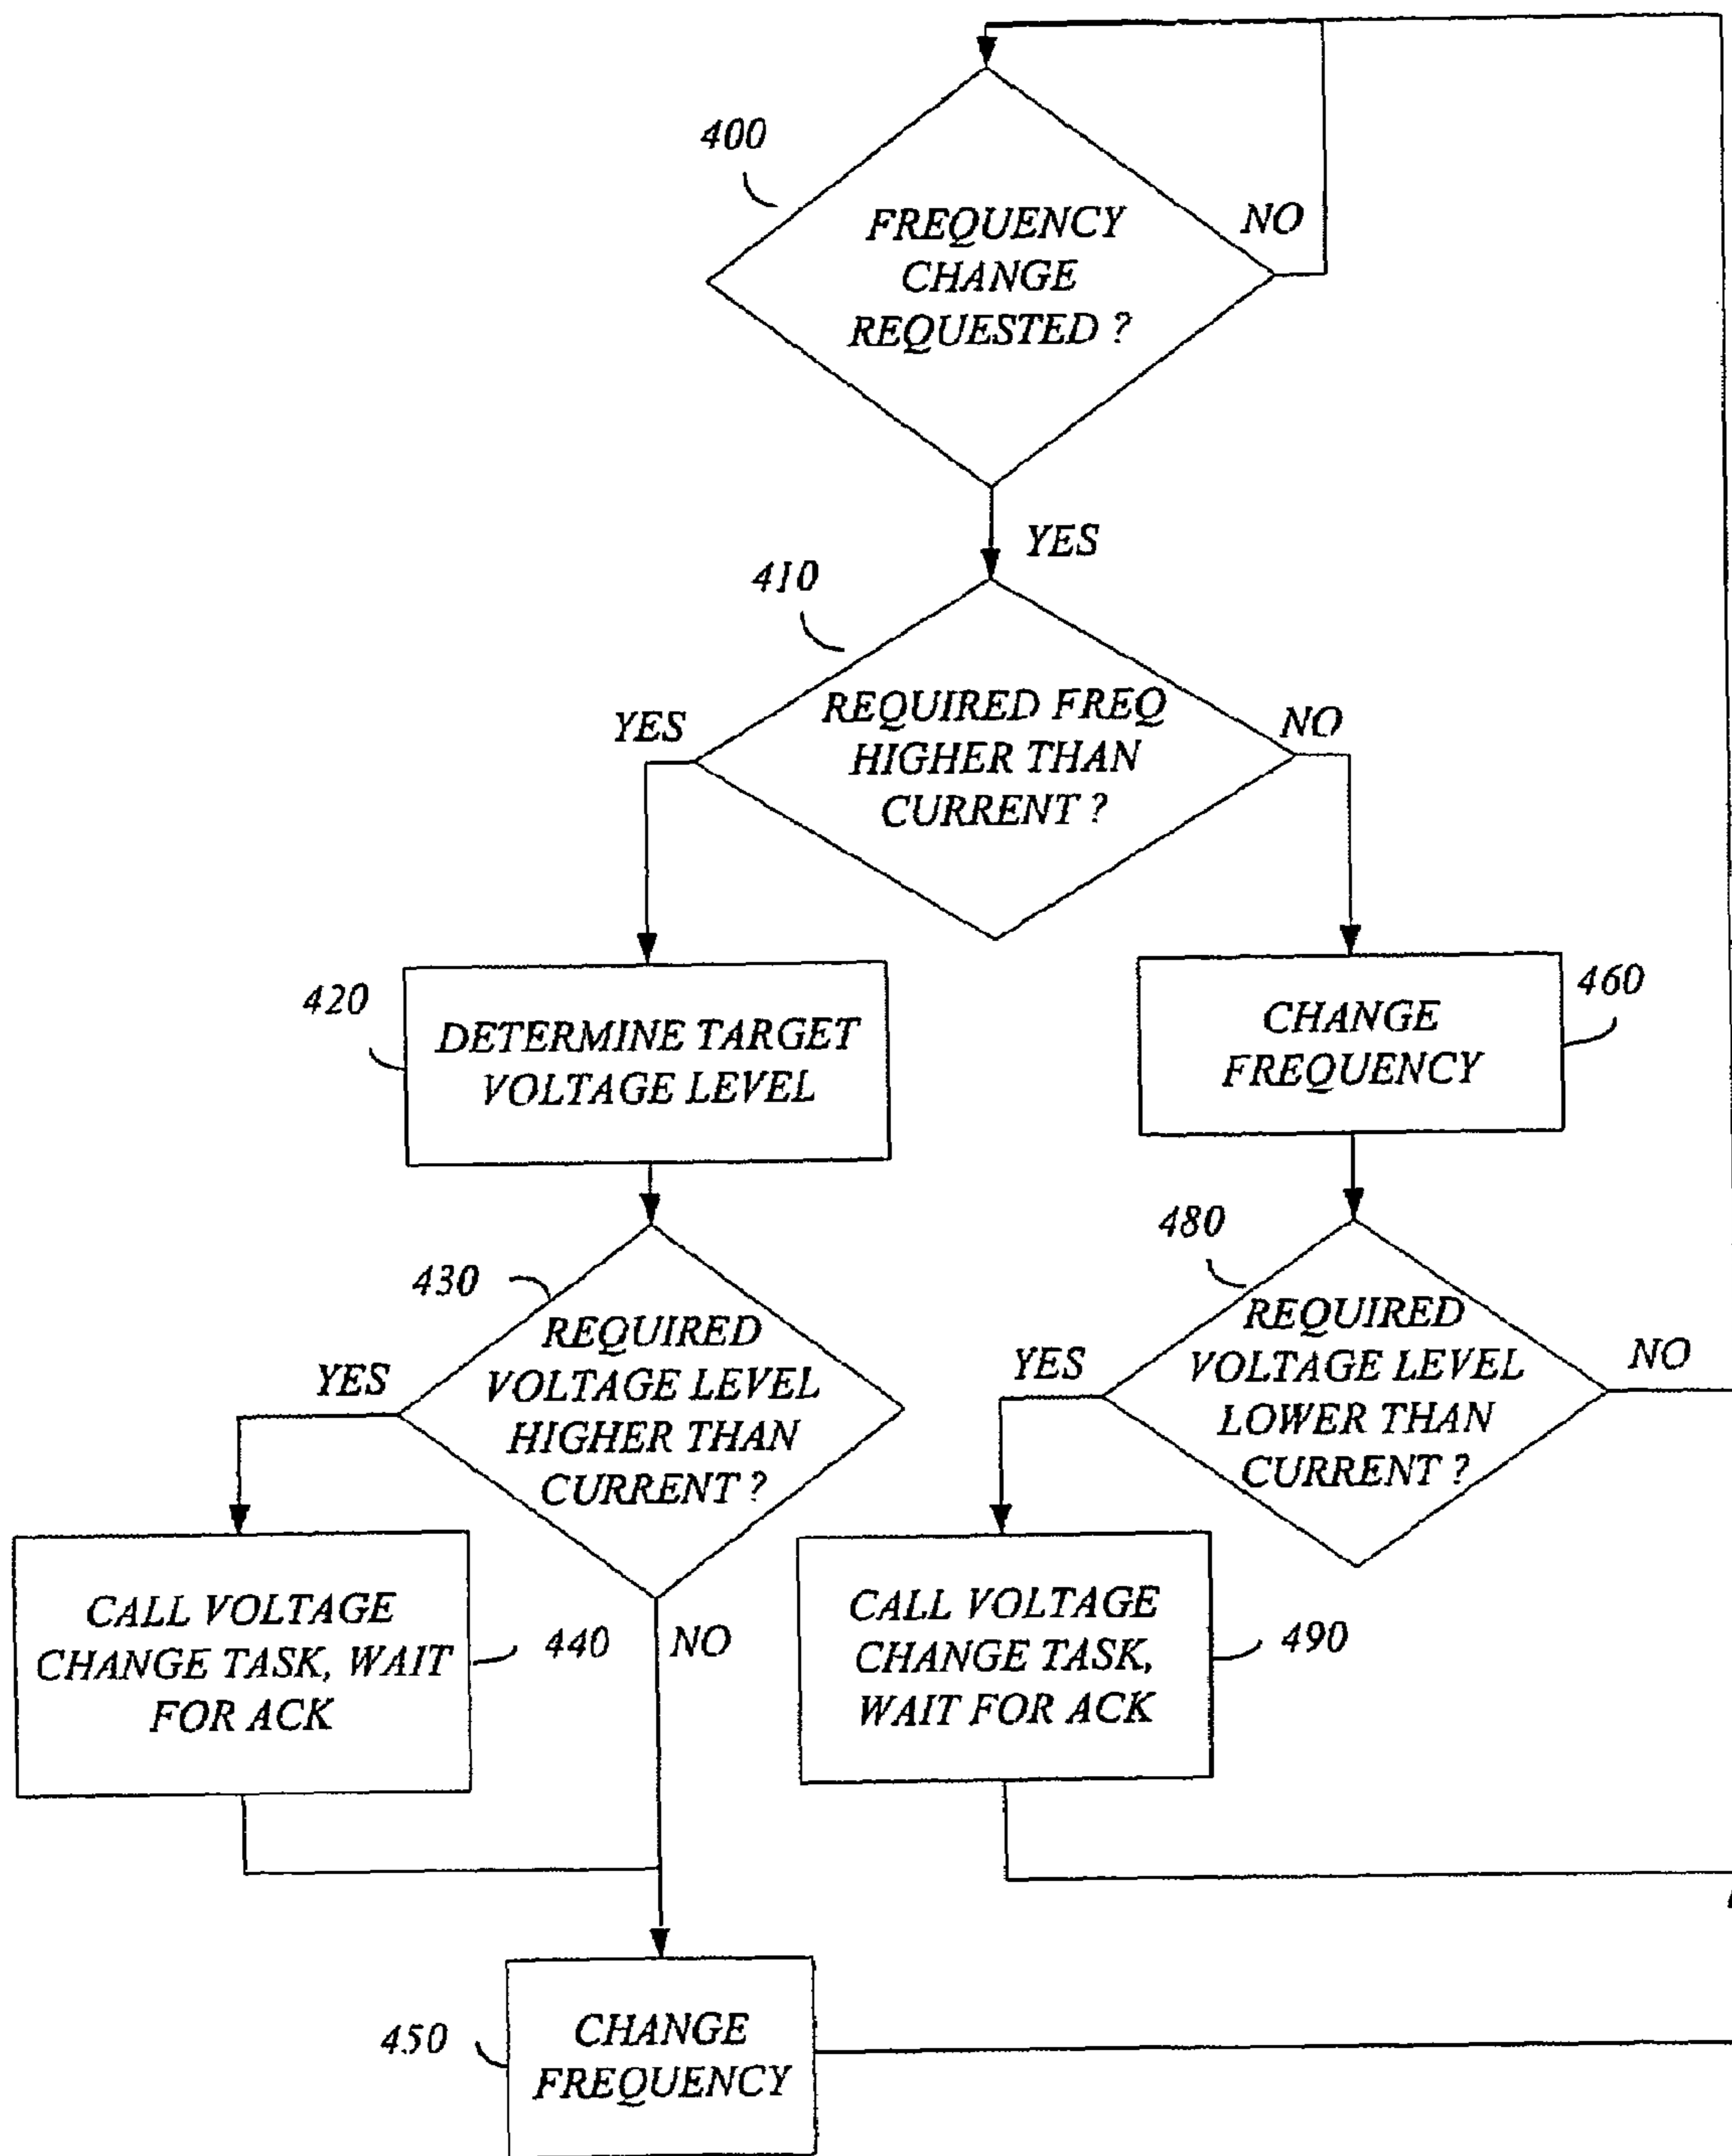 400
FREQUENCY
CHANGE
REQUESTED ?
NO
YES
410
REQUIRED FREQ
HIGHER THAN
CURRENT ?
YES
NO
420
DETERMINE TARGET
VOLTAGE LEVEL
460
CHANGE
FREQUENCY
430
REQUIRED
VOLTAGE LEVEL
HIGHER THAN
CURRENT ?
YES
480
REQUIRED
VOLTAGE LEVEL
LOWER THAN
CURRENT ?
YES
NO
CALL VOLTAGE
CHANGE TASK, WAIT
FOR ACK
440
NO
CALL VOLTAGE
CHANGE TASK,
WAIT FOR ACK
490
450
CHANGE
FREQUENCY